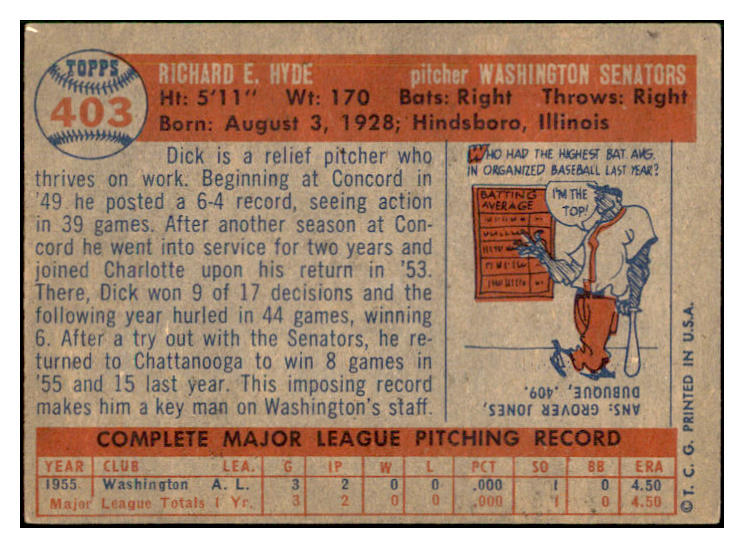 TOPPS
403
RICHARD E. HYDE pitcher WASHINGTON SENATORS
Ht: 5'11" Wt: 170 Bats: Right Throws: Right
Born: August 3, 1928; Hindsboro, Illinois
Dick is a relief pitcher who
thrives on work. Beginning at Concord in
'49 he posted a 6-4 record, seeing action
in 39 games. After another season at Con-
cord he went into service for two years and
joined Charlotte upon his return in '53.
There, Dick won 9 of 17 decisions and the
following year hurled in 44 games, winning
6. After a try out with the Senators, he re-
turned to Chattanooga to win 8 games in
'55 and 15 last year. This imposing record
makes him a key man on Washington's staff.
WHO HAD THE HIGHEST BAT. AVG.
IN ORGANIZED BASEBALL LAST YEAR?
BATTING
AVERAGE
I'M THE
TOP!
ANS: GROVER JONES,
DUBUQUE, .409.
COMPLETE MAJOR LEAGUE PITCHING RECORD
YEAR CLUB LEA. G IP W L PCT SO BB ERA
1955 Washington A. L. 3 2 0 0 .000 1 0 4.50
Major League Totals 1 Yr. 3 2 0 0 .000 1 0 4.50
© T. C. G. PRINTED IN U.S.A.